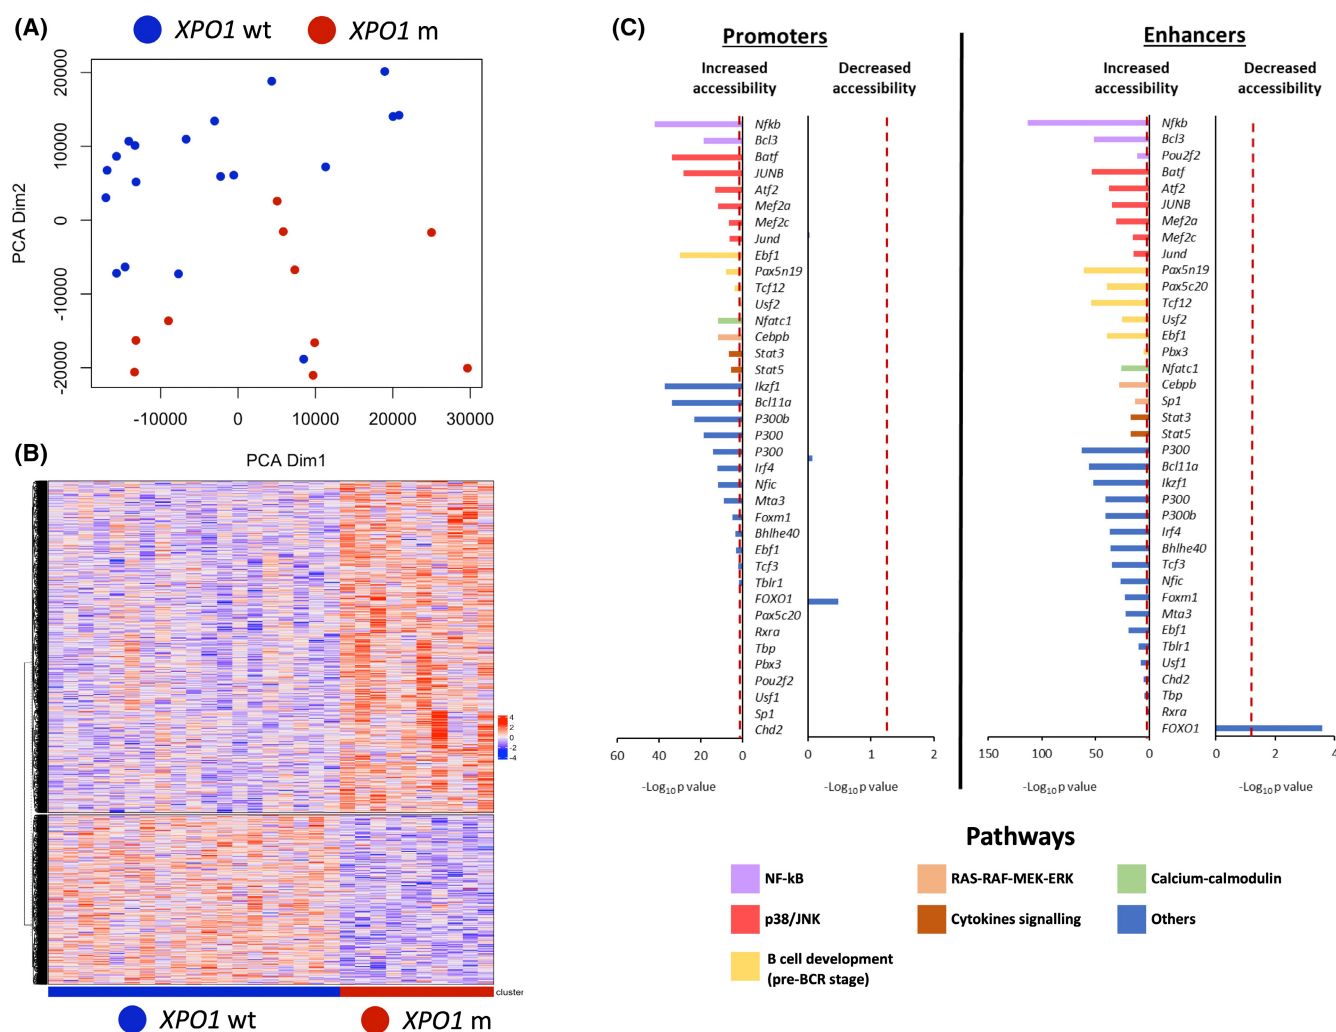 (A)
XPO1 wt
XPO1 m
PCA Dim2
20000
10000
0
-10000
-20000
-10000
0
10000
20000
30000
PCA Dim1
(B)
4
2
0
-2
-4
cluster
XPO1 wt
XPO1 m
(C)
Promoters
Increased accessibility
Decreased accessibility
Nfkb
Bcl3
Batf
JUNB
Atf2
Mef2a
Mef2c
Jund
Ebf1
Pax5n19
Tcf12
Usf2
Nfatc1
Cebpb
Stat3
Stat5
Ikzf1
Bcl11a
P300b
P300
P300
Irf4
Nfic
Mta3
Foxm1
Bhlhe40
Ebf1
Tcf3
Tblr1
FOXO1
Pax5c20
Rxra
Tbp
Pbx3
Pou2f2
Usf1
Sp1
Chd2
60
40
20
0
0
1
2
-Log10 p value
-Log10 p value
Enhancers
Increased accessibility
Decreased accessibility
Nfkb
Bcl3
Pou2f2
Batf
Atf2
JUNB
Mef2a
Mef2c
Jund
Pax5n19
Pax5c20
Tcf12
Usf2
Ebf1
Pbx3
Nfatc1
Cebpb
Sp1
Stat3
Stat5
P300
Bcl11a
Ikzf1
P300
P300b
Irf4
Bhlhe40
Tcf3
Nfic
Foxm1
Mta3
Ebf1
Tblr1
Usf1
Chd2
Tbp
Rxra
FOXO1
150
100
50
0
0
2
4
-Log10 p value
-Log10 p value
Pathways
NF-kB
RAS-RAF-MEK-ERK
Calcium-calmodulin
p38/JNK
Cytokines signalling
Others
B cell development
(pre-BCR stage)